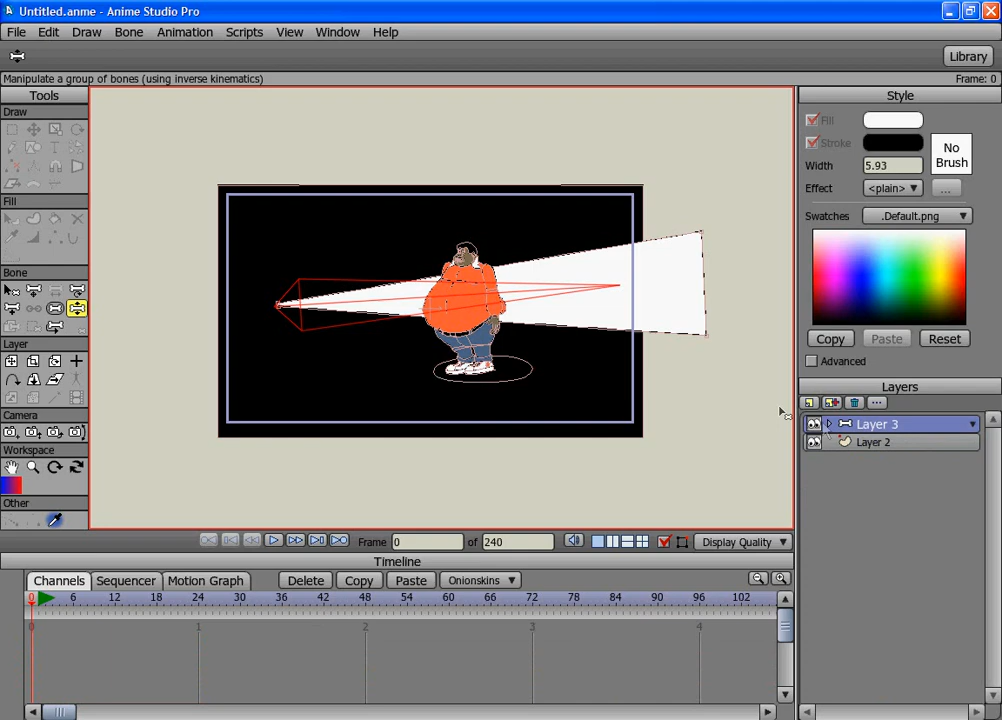 Untitled.anme - Anime Studio Pro
File Edit Draw Bone Animation Scripts View Window Help
Library
Manipulate a group of bones (using inverse kinematics) Frame: 0
Tools
Draw
Fill
Bone
Layer
Camera
Workspace
Other
Style
Fill
Stroke
No Brush
Width 5.93
Effect <plain> ...
Swatches .Default.png
Copy Paste Reset
Advanced
Layers
Layer 3
Layer 2
Frame 0 of 240 Display Quality
Timeline
Channels Sequencer Motion Graph Delete Copy Paste Onionskins
0 6 12 18 24 30 36 42 48 54 60 66 72 78 84 90 96 102
0 1 2 3 4